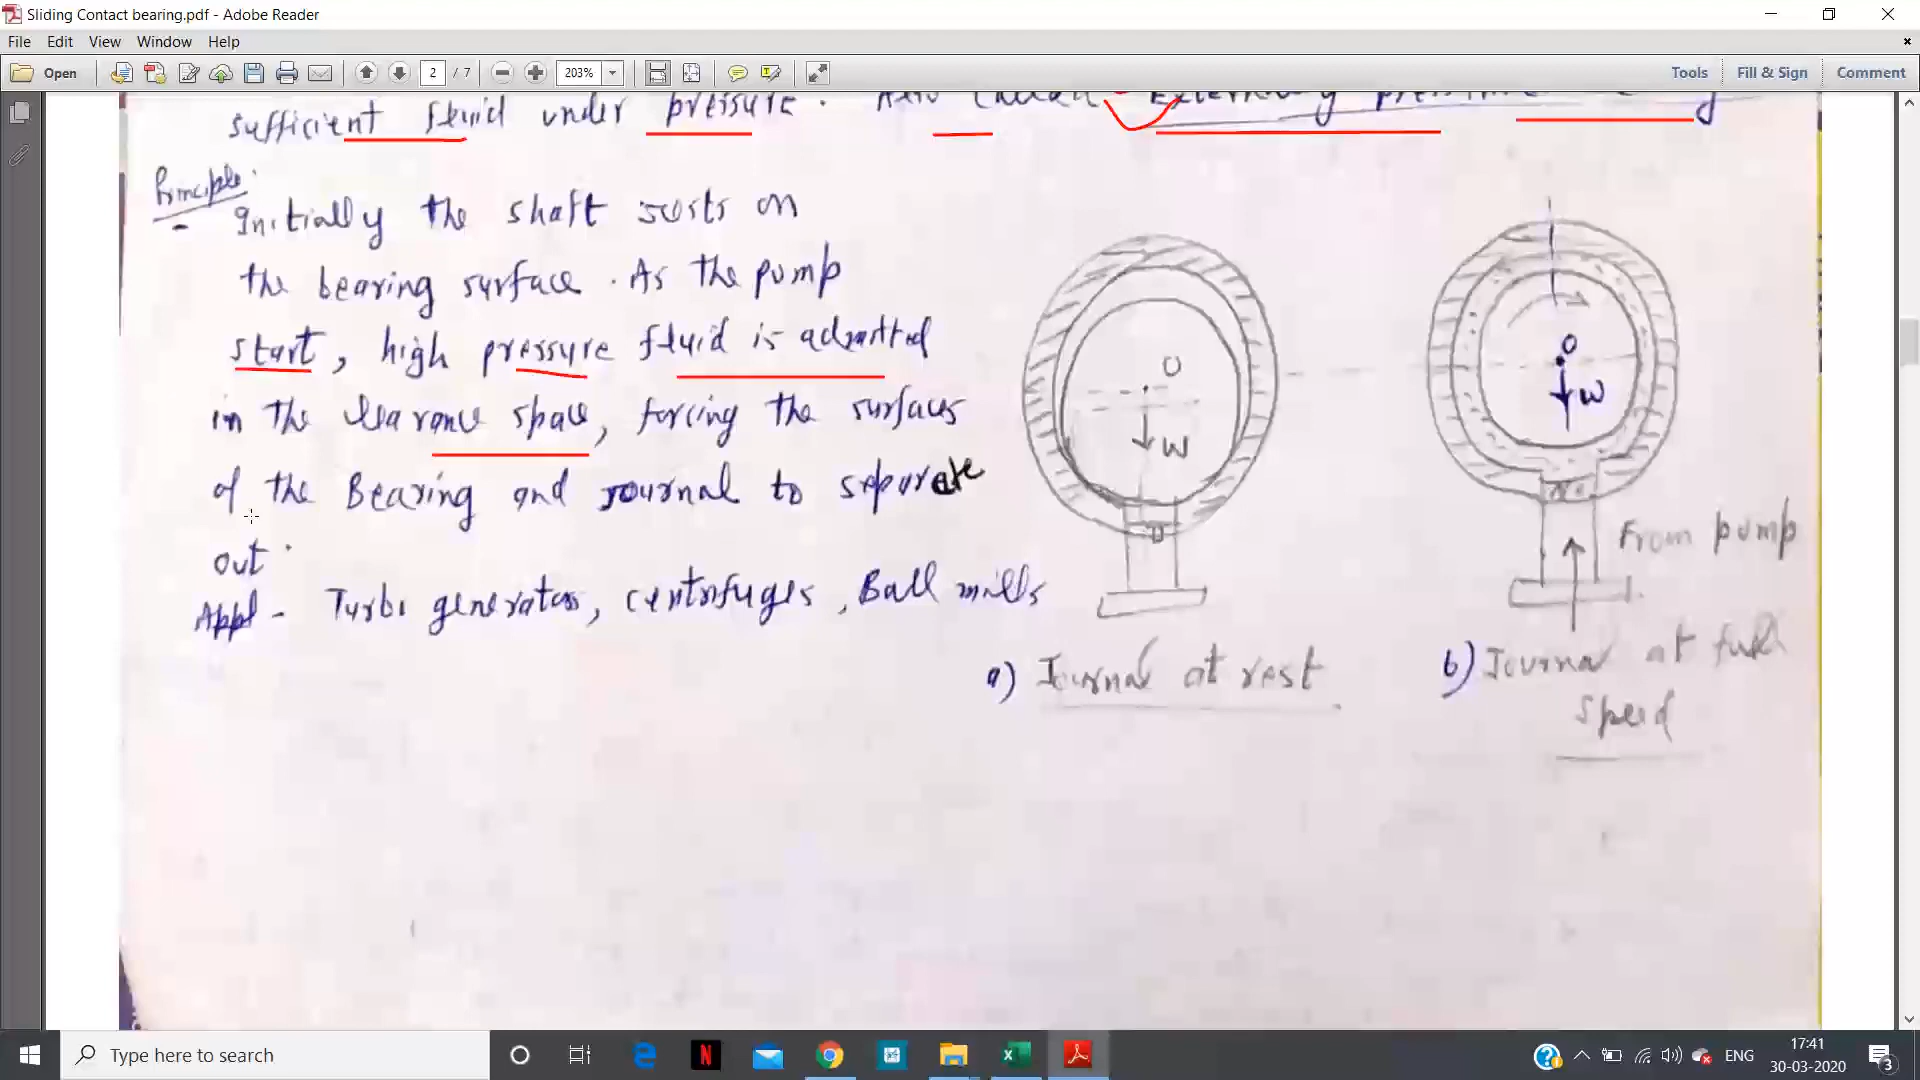 Sliding Contact bearing.pdf - Adobe Reader
File Edit View Window Help
Open 2 / 7 203% Tools Fill & Sign Comment
sufficient fluid under pressure. Also called Externally
Principle:
- Initially the shaft rests on
the bearing surface. As the pump
start, high pressure fluid is admitted
in the clearance space, forcing the surfaces
of the Bearing and Journal to separate
out.
Appl - Turbo generators, centrifuges, Ball mills
O
W
a) Journal at rest
O
W
From pump
b) Journal at full
speed
Type here to search
ENG
17:41
30-03-2020
3